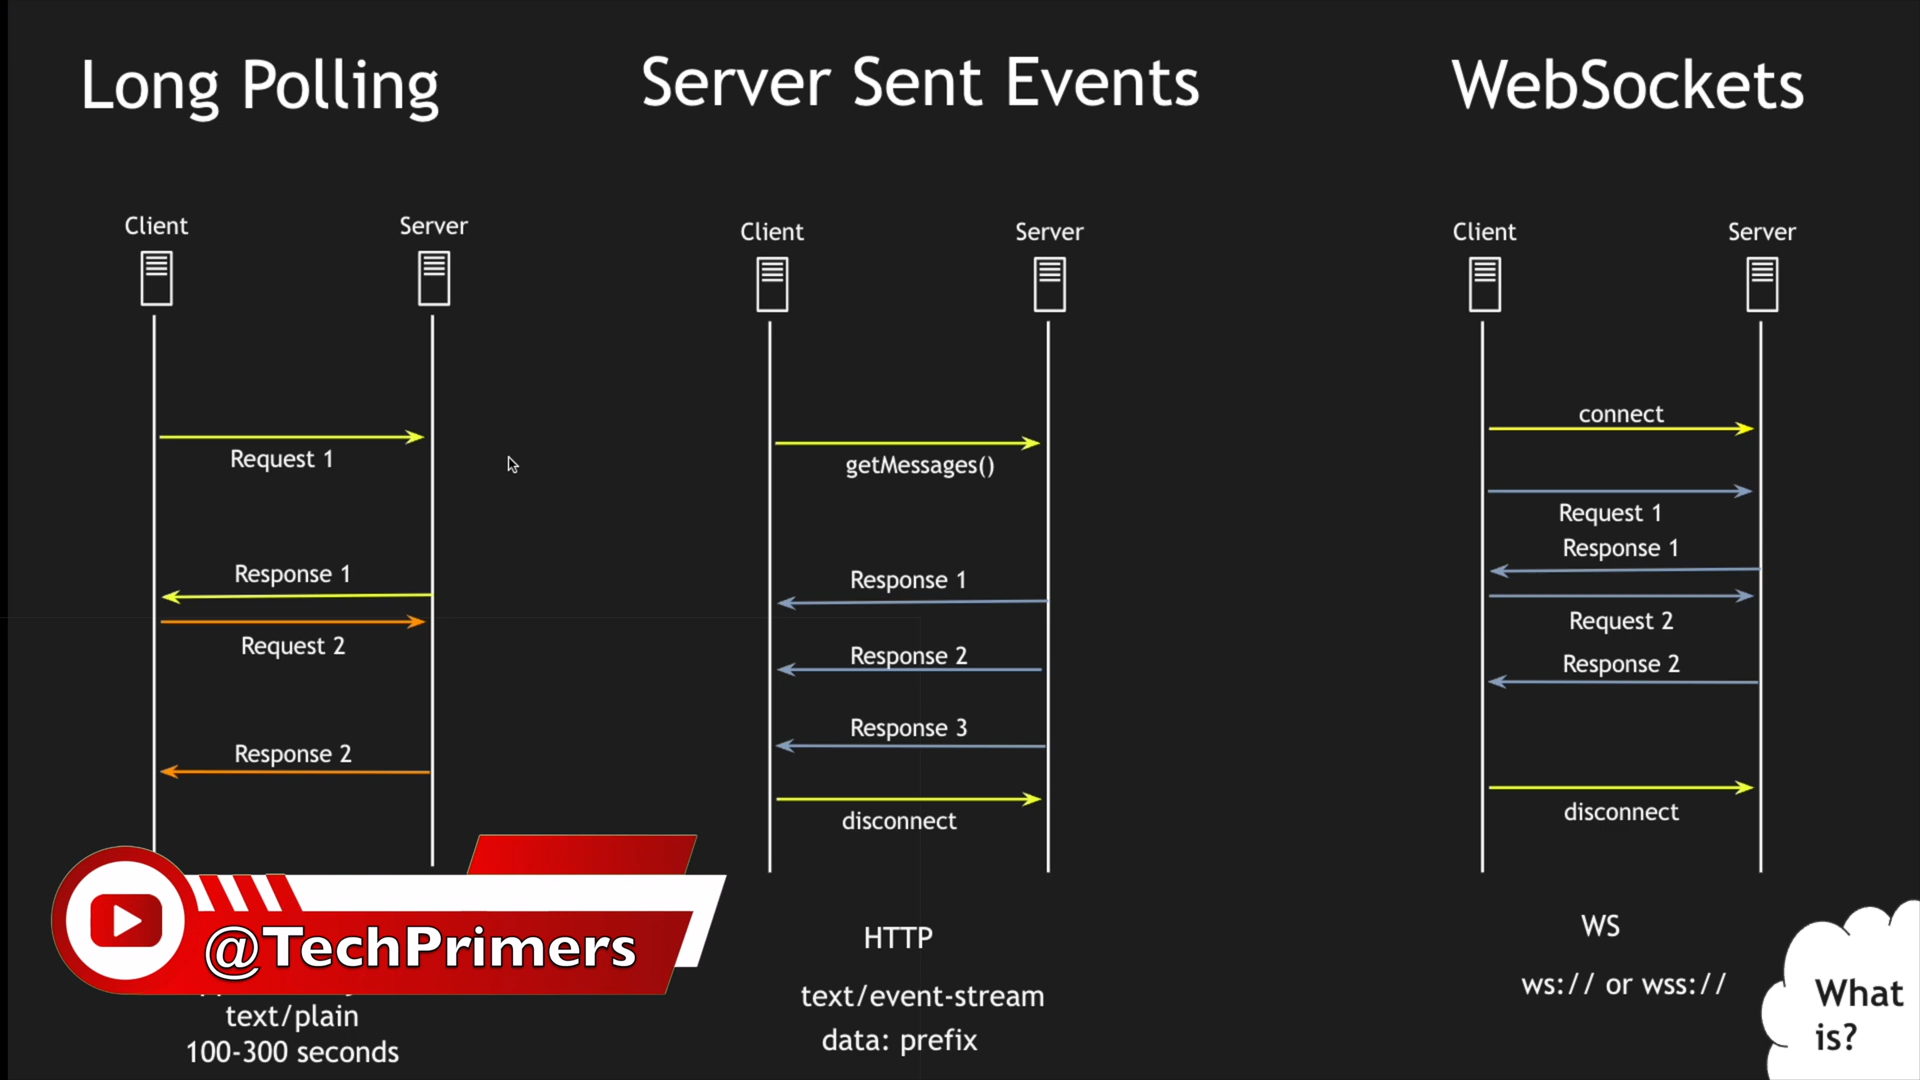 Long Polling
Server Sent Events
WebSockets
Client
Server
Request 1
Response 1
Request 2
Response 2
text/plain
100-300 seconds
Client
Server
getMessages()
Response 1
Response 2
Response 3
disconnect
HTTP
text/event-stream
data: prefix
Client
Server
connect
Request 1
Response 1
Request 2
Response 2
disconnect
WS
ws:// or wss://
@TechPrimers
What
is?